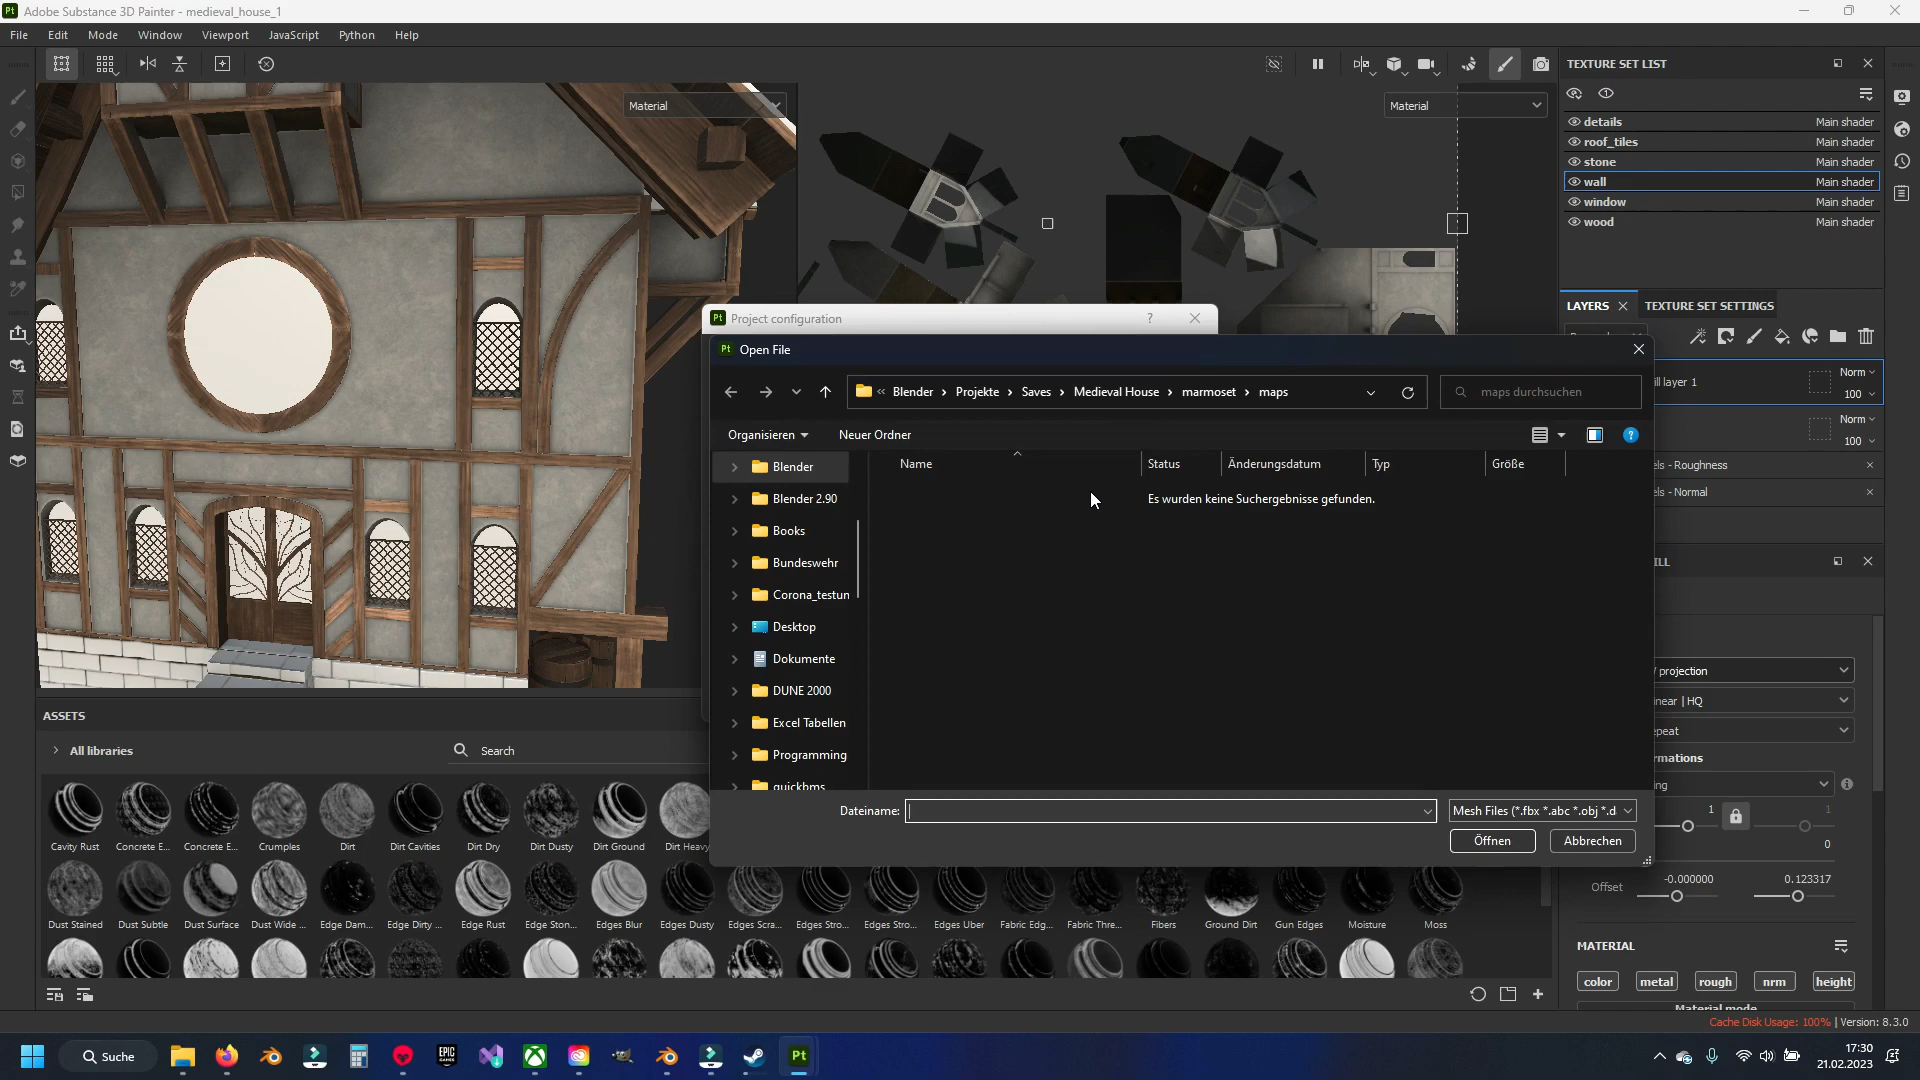 Pt Adobe Substance 3D Painter - medieval_house_1
File Edit Mode Window Viewport JavaScript Python Help
TEXTURE SET LIST
Material
Material
details Main shader
roof_tiles Main shader
stone Main shader
wall Main shader
window Main shader
wood Main shader
LAYERS TEXTURE SET SETTINGS
Pt Project configuration ?
Pt Open File
ill layer 1 Norm
100
Norm
100
els - Roughness
els - Normal
« Blender › Projekte › Saves › Medieval House › marmoset › maps
maps durchsuchen
Organisieren Neuer Ordner
Name Status Änderungsdatum Typ Größe
Es wurden keine Suchergebnisse gefunden.
Blender
Blender 2.90
Books
Bundeswehr
Corona_testun
Desktop
Dokumente
DUNE 2000
Excel Tabellen
Programming
quickbms
Dateiname: Mesh Files (*.fbx *.abc *.obj *.d
Öffnen Abbrechen
ILL
projection
inear | HQ
epeat
rmations
ing
1 1
0
Offset -0.000000 0.123317
MATERIAL
color metal rough nrm height
Material mode
ASSETS
All libraries Search
Cavity Rust Concrete E... Concrete E... Crumples Dirt Dirt Cavities Dirt Dry Dirt Dusty Dirt Ground Dirt Heavy
Dust Stained Dust Subtle Dust Surface Dust Wide ... Edge Dam... Edge Dirty ... Edge Rust Edge Ston... Edges Blur Edges Dusty Edges Scra... Edges Stro... Edges Stro... Edges Uber Fabric Edg... Fabric Thre... Fibers Ground Dirt Gun Edges Moisture Moss
Cache Disk Usage: 100% | Version: 8.3.0
Suche
EPIC GAMES
Pt
17:30
21.02.2023